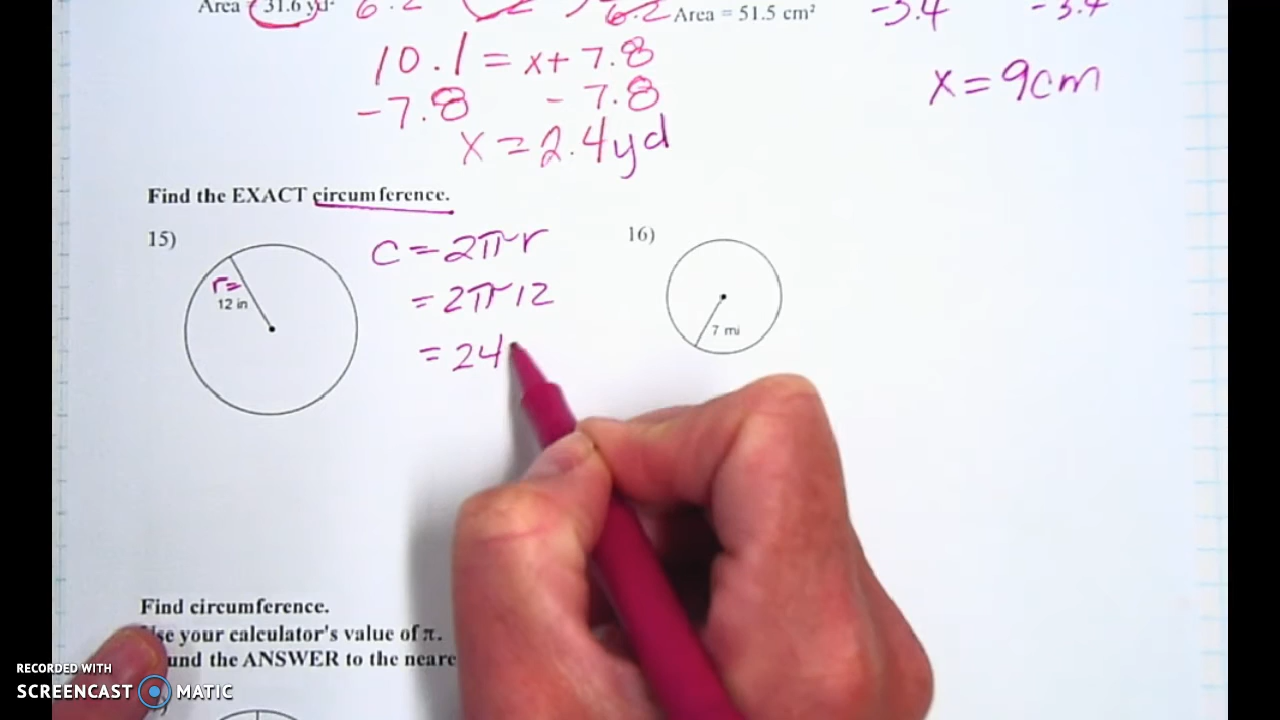 Area = 31.6 yd² 6.2 6.2 Area = 51.5 cm² -3.4 -3.4
10.1 = x + 7.8
-7.8 - 7.8
x = 2.4yd
x = 9cm
Find the EXACT circumference.
15)
r=
12 in
C = 2πr
= 2π12
= 24
16)
7 mi
Find circumference.
use your calculator's value of π.
und the ANSWER to the neare
RECORDED WITH
SCREENCAST MATIC